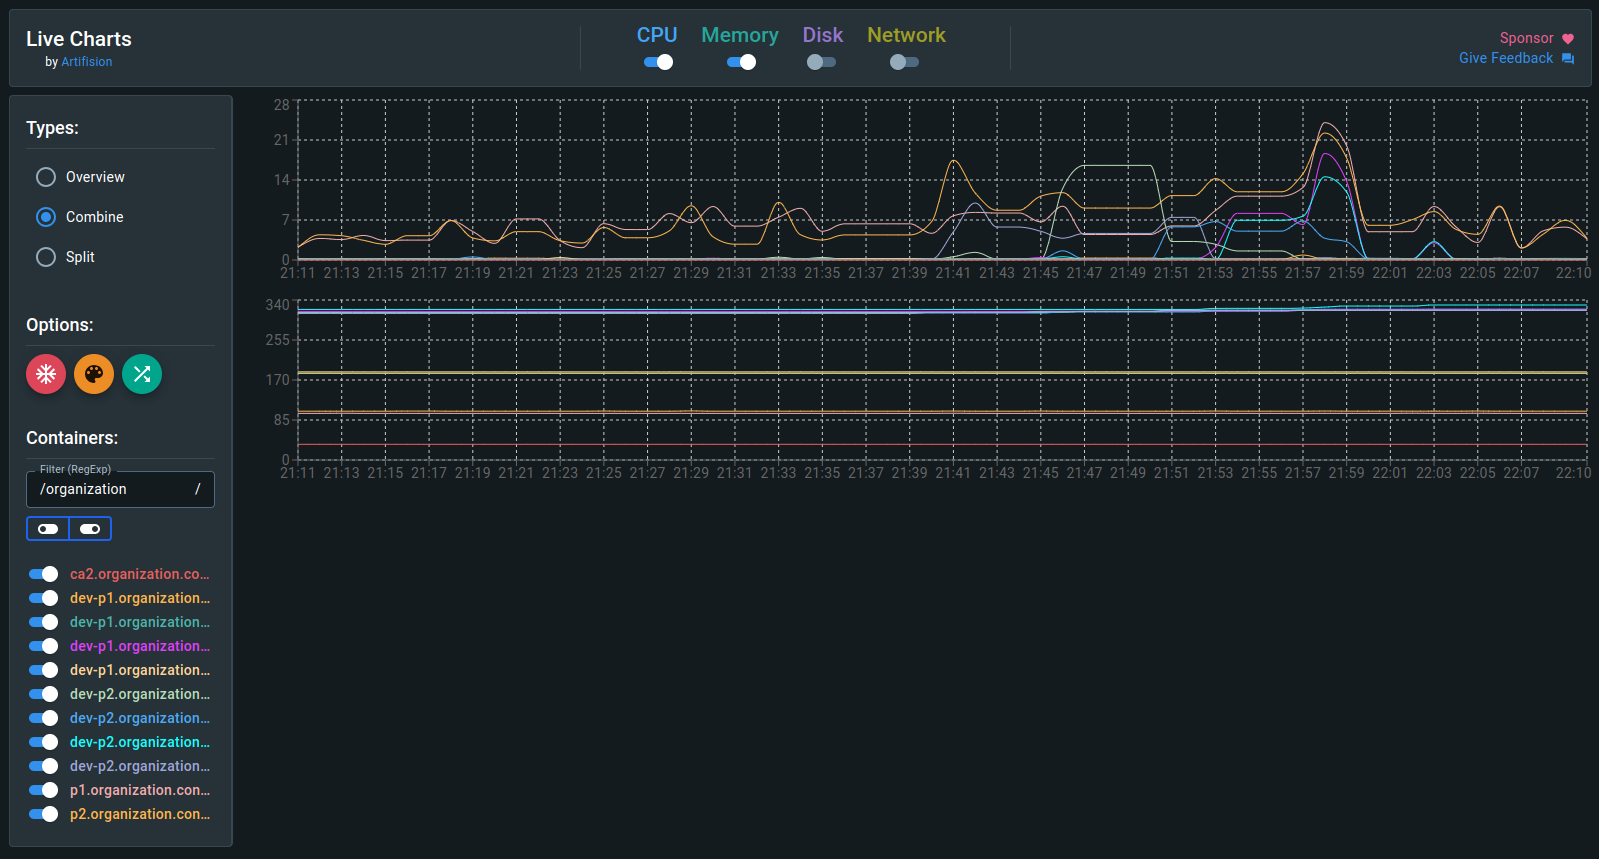 Live Charts
by Artifision
CPU Memory Disk Network
Sponsor
Give Feedback
Types:
Overview
Combine
Split
Options:
Containers:
Filter (RegExp)
/organization /
ca2.organization.co...
dev-p1.organization...
dev-p1.organization...
dev-p1.organization...
dev-p1.organization...
dev-p2.organization...
dev-p2.organization...
dev-p2.organization...
dev-p2.organization...
p1.organization.con...
p2.organization.con...
28
21
14
7
0
21:11 21:13 21:15 21:17 21:19 21:21 21:23 21:25 21:27 21:29 21:31 21:33 21:35 21:37 21:39 21:41 21:43 21:45 21:47 21:49 21:51 21:53 21:55 21:57 21:59 22:01 22:03 22:05 22:07 22:10
340
255
170
85
0
21:11 21:13 21:15 21:17 21:19 21:21 21:23 21:25 21:27 21:29 21:31 21:33 21:35 21:37 21:39 21:41 21:43 21:45 21:47 21:49 21:51 21:53 21:55 21:57 21:59 22:01 22:03 22:05 22:07 22:10